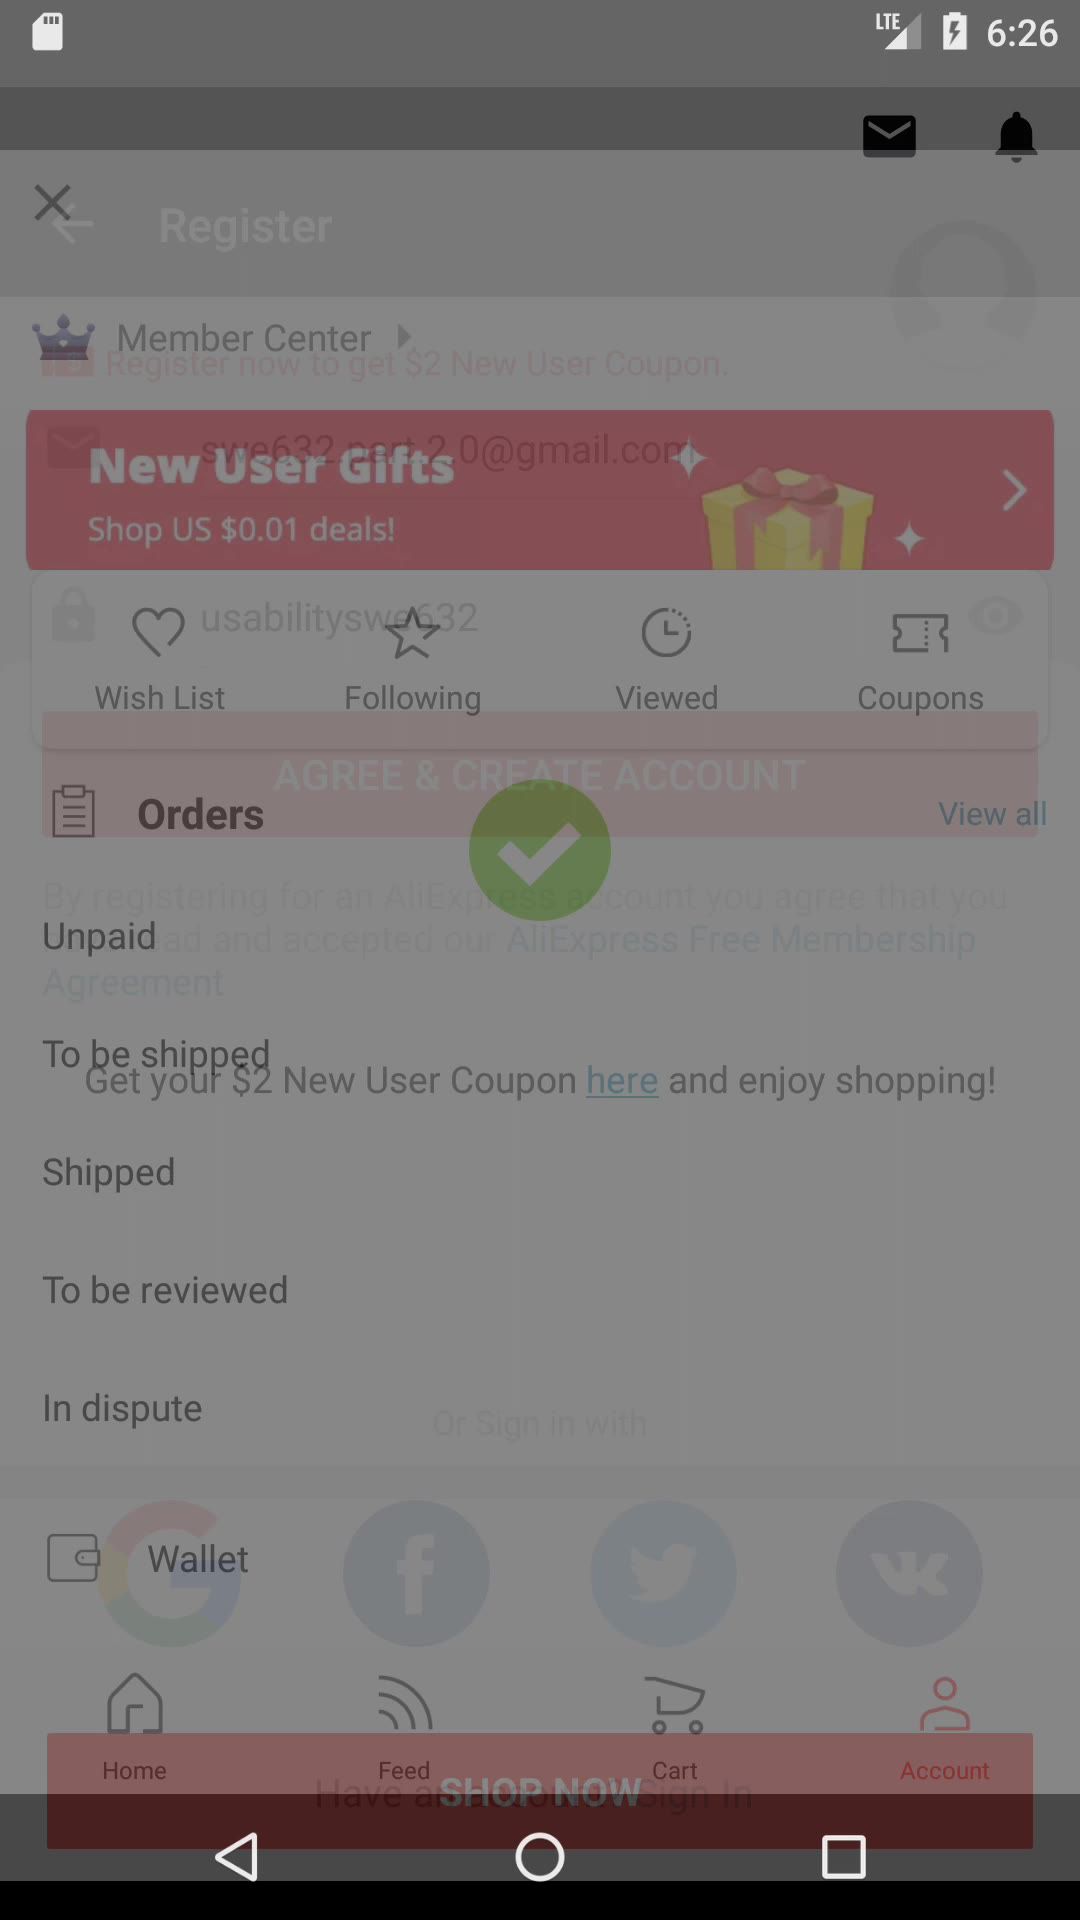 LTE 6:26
Register
Member Center
Register now to get $2 New User Coupon.
swe632.part.2.0@gmail.com
New User Gifts
Shop US $0.01 deals!
usabilityswe632
Wish List Following Viewed Coupons
AGREE & CREATE ACCOUNT
Orders View all
By registering for an AliExpress account you agree that you
Unpaid
ad and accepted our AliExpress Free Membership
Agreement
To be shipped
Get your $2 New User Coupon here and enjoy shopping!
Shipped
To be reviewed
In dispute
Or Sign in with
Wallet
Home Feed Cart Account
SHOP NOW
Have an account? Sign In